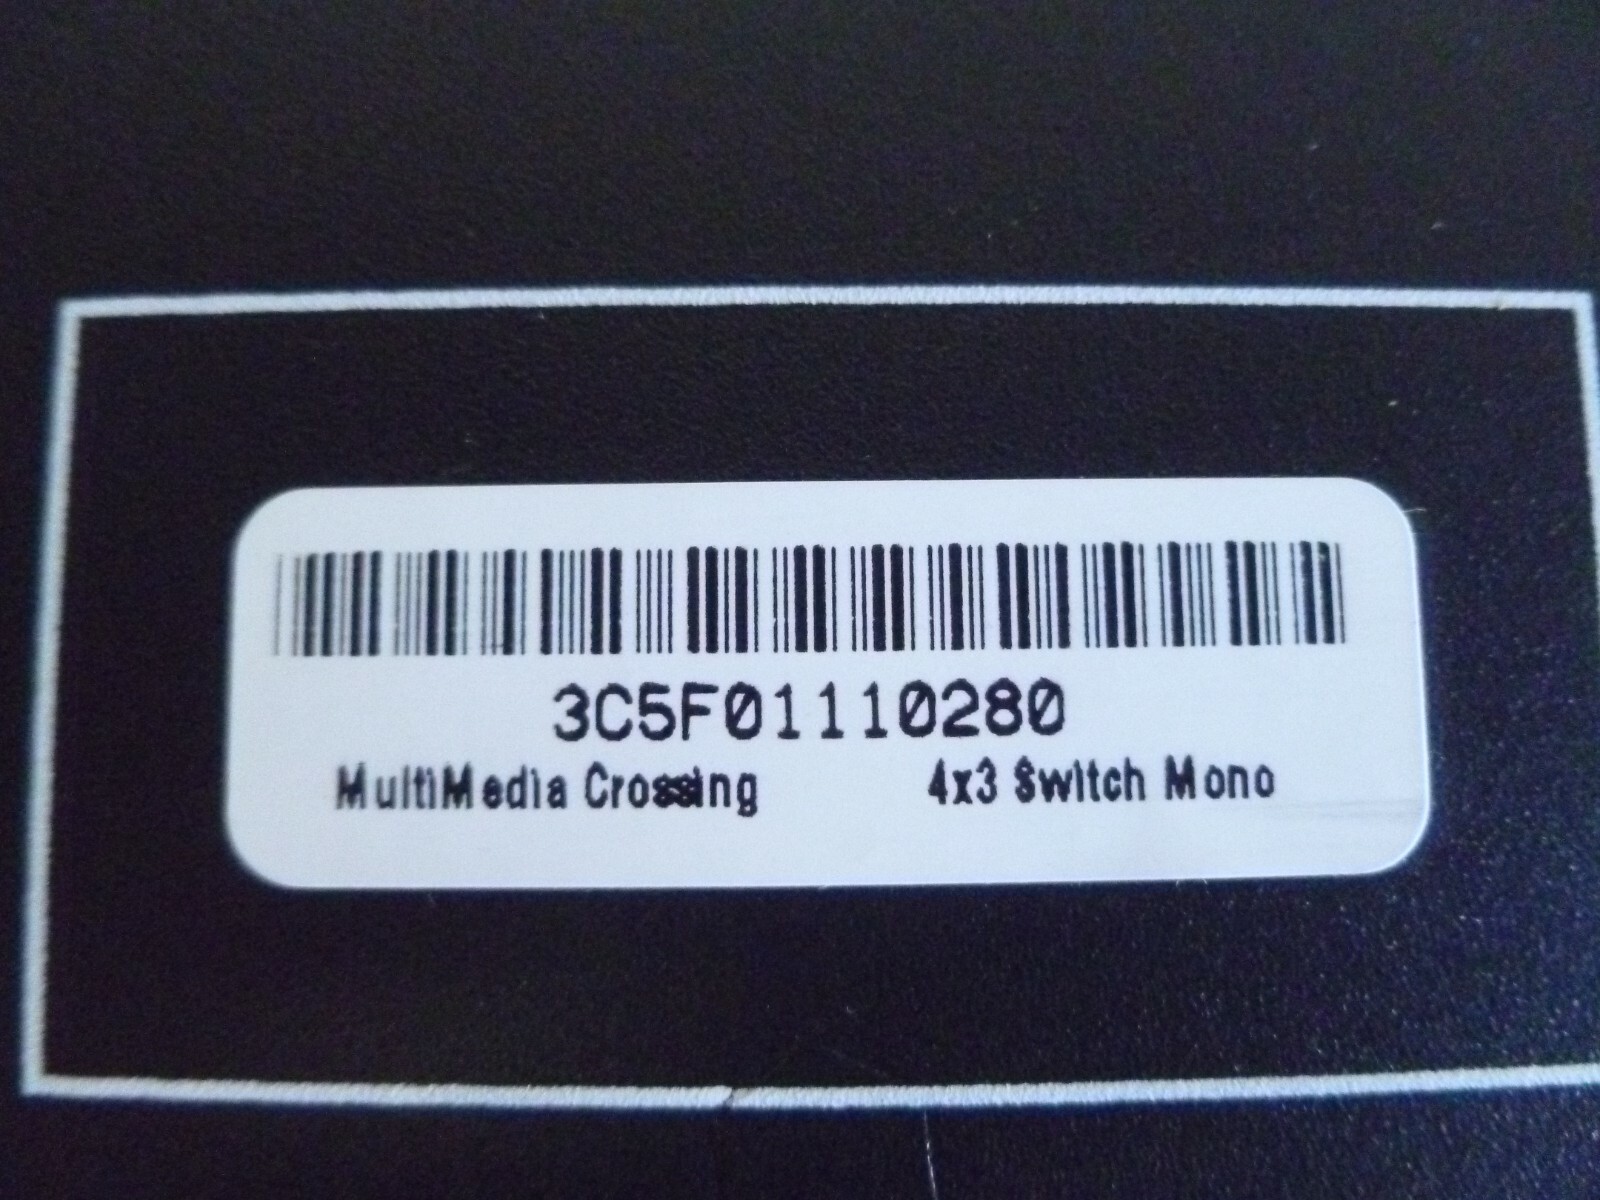 3C5F01110280
MultiMedia Crossing 4x3 Switch Mono